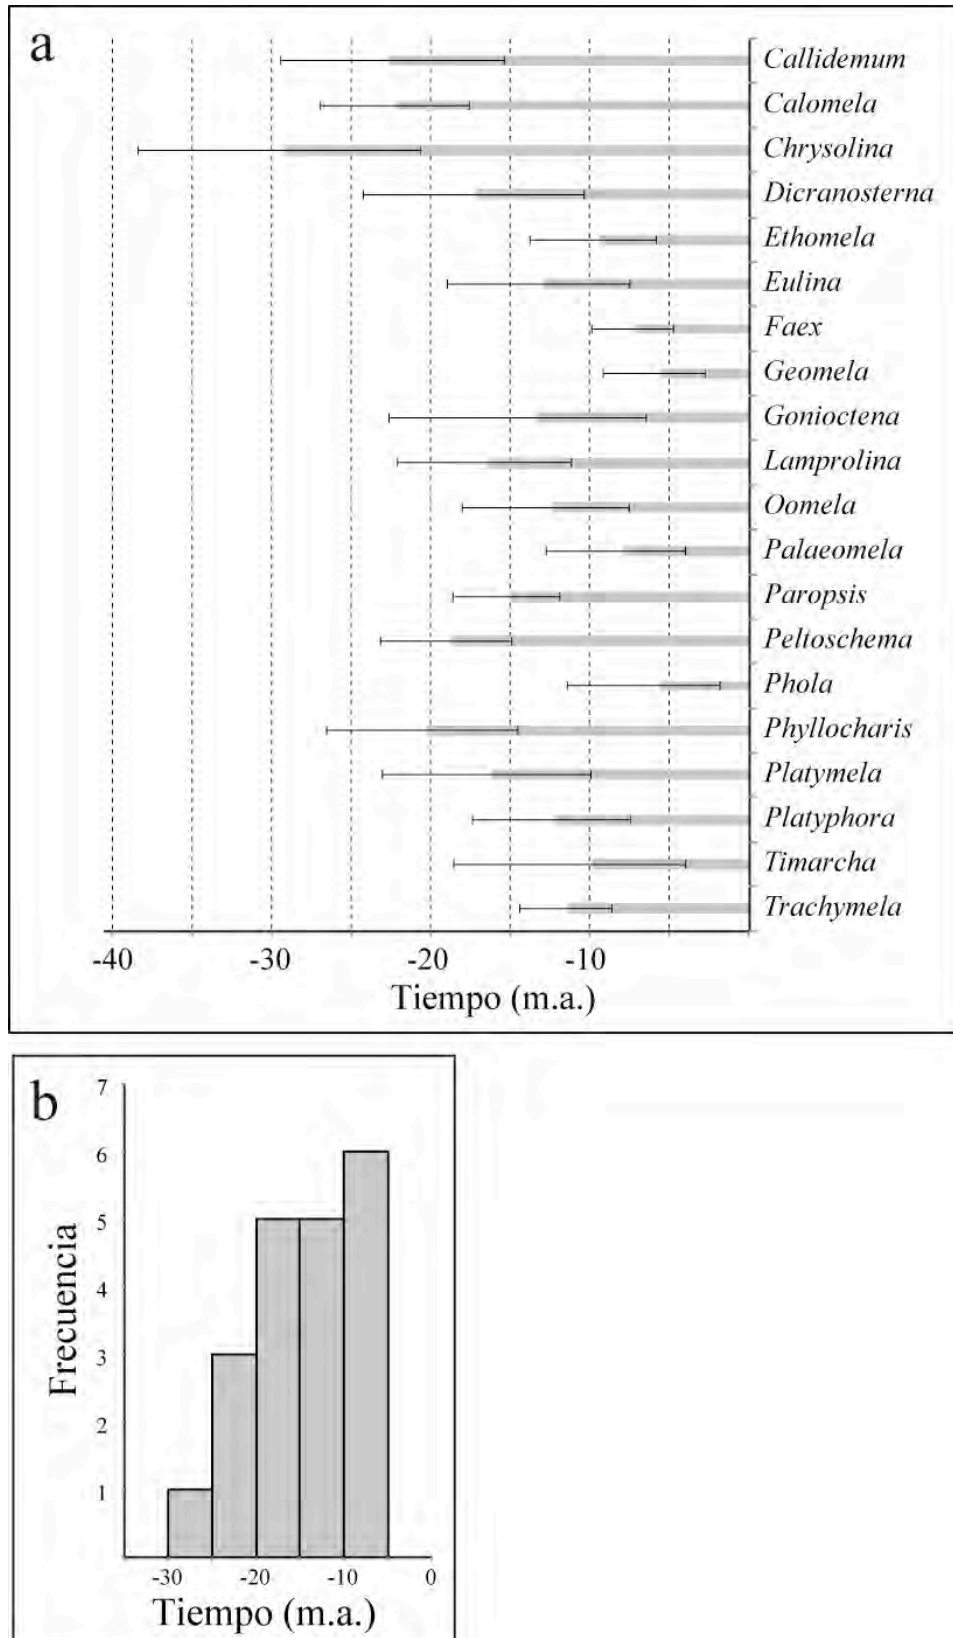 a
Callidemum
Calomela
Chrysolina
Dicranosterna
Ethomela
Eulina
Faex
Geomela
Gonioctena
Lamprolina
Oomela
Palaeomela
Paropsis
Peltoschema
Phola
Phyllocharis
Platymela
Platyphora
Timarcha
Trachymela
-40 -30 -20 -10
Tiempo (m.a.)
b
7
6
5
4
3
2
1
Frecuencia
-30 -20 -10 0
Tiempo (m.a.)